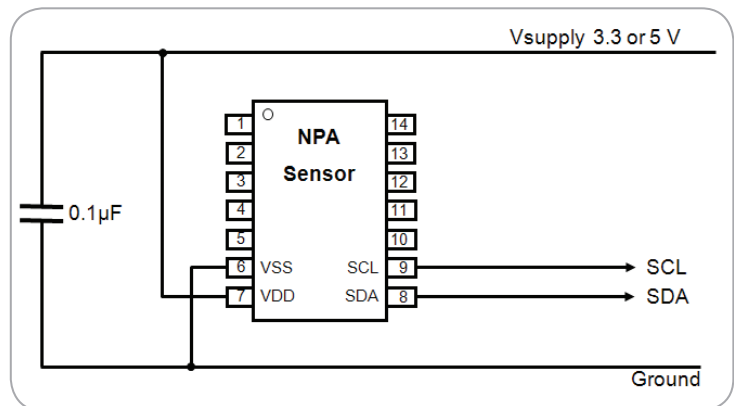 Vsupply 3.3 or 5 V
NPA
Sensor
1
14
2
13
3
12
4
11
5
10
6 VSS SCL 9
7 VDD SDA 8
0.1µF
SCL
SDA
Ground